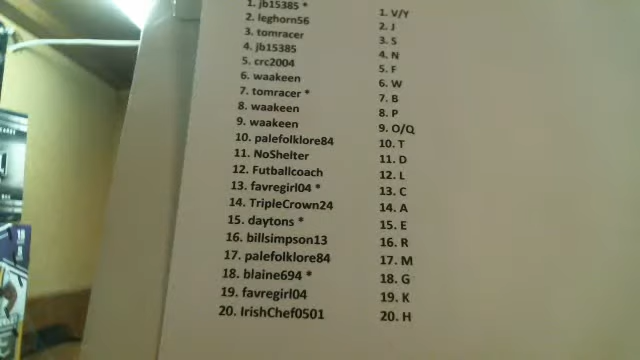 1. jb15385 * 1. V/Y
2. leghorn56 2. J
3. tomracer 3. S
4. jb15385 4. N
5. crc2004 5. F
6. waakeen 6. W
7. tomracer * 7. B
8. waakeen 8. P
9. waakeen 9. O/Q
10. palefolklore84 10. T
11. NoShelter 11. D
12. Futballcoach 12. L
13. favregirl04 * 13. C
14. TripleCrown24 14. A
15. daytons * 15. E
16. billsimpson13 16. R
17. palefolklore84 17. M
18. blaine694 * 18. G
19. favregirl04 19. K
20. IrishChef0501 20. H